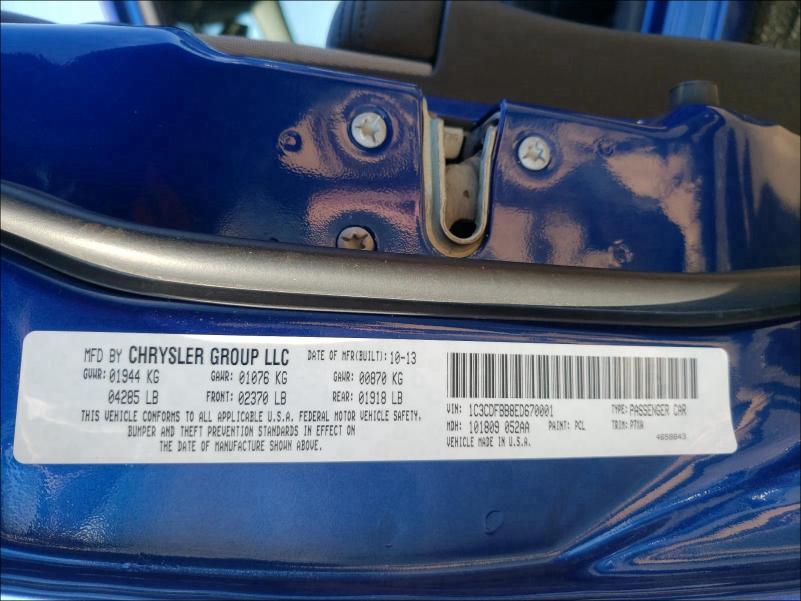 MFD BY CHRYSLER GROUP LLC DATE OF MFR(BUILT): 10-13
GVWR: 01944 KG GAWR: 01076 KG GAWR: 00870 KG
04285 LB FRONT: 02370 LB REAR: 01918 LB
THIS VEHICLE CONFORMS TO ALL APPLICABLE U.S.A. FEDERAL MOTOR VEHICLE SAFETY,
BUMPER AND THEFT PREVENTION STANDARDS IN EFFECT ON
THE DATE OF MANUFACTURE SHOWN ABOVE.
VIN: 1C3CDFBB8ED670001 TYPE: PASSENGER CAR
MDH: 101809 052AA PAINT: PCL TRIM: PTX9
VEHICLE MADE IN U.S.A. 4658843